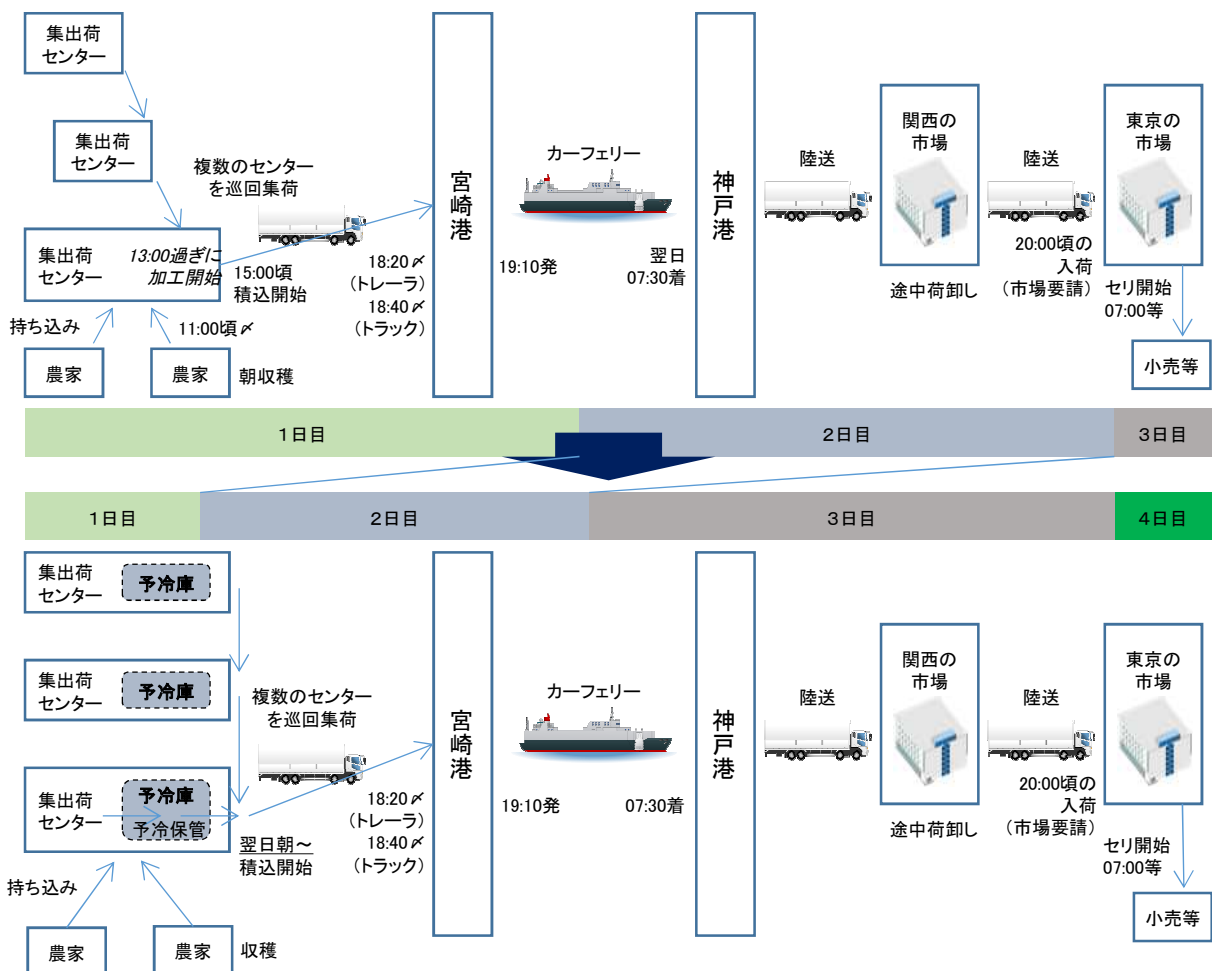 集出荷
センター
集出荷
センター
複数のセンター
を巡回集荷
集出荷
センター
13:00過ぎに
加工開始
15:00頃
積込開始
持ち込み
11:00頃〆
農家
農家
朝収穫
18:20〆
(トレーラ)
18:40〆
(トラック)
宮崎港
カーフェリー
19:10発
翌日
07:30着
神戸港
陸送
関西の
市場
途中荷卸し
陸送
20:00頃の
入荷
(市場要請)
東京の
市場
セリ開始
07:00等
小売等
1日目
2日目
3日目
1日目
2日目
3日目
4日目
集出荷
センター
予冷庫
集出荷
センター
予冷庫
複数のセンター
を巡回集荷
集出荷
センター
予冷庫
予冷保管
翌日朝～
積込開始
持ち込み
農家
農家
収穫
18:20〆
(トレーラ)
18:40〆
(トラック)
宮崎港
カーフェリー
19:10発
07:30着
神戸港
陸送
関西の
市場
途中荷卸し
陸送
20:00頃の
入荷
(市場要請)
東京の
市場
セリ開始
07:00等
小売等